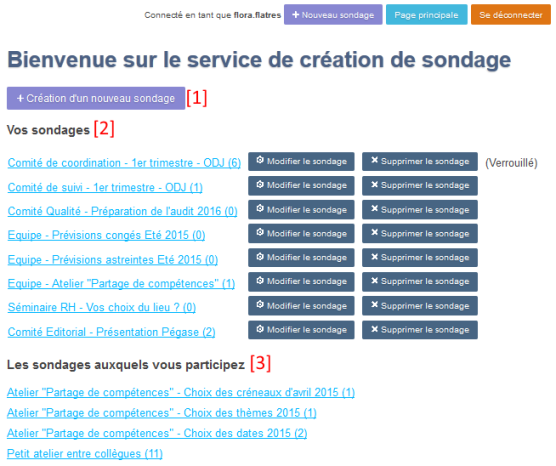 Connecté en tant que flora.flatres + Nouveau sondage Page principale Se déconnecter
Bienvenue sur le service de création de sondage
+ Création d'un nouveau sondage [1]
Vos sondages [2]
Comité de coordination - 1er trimestre - ODJ (6) Modifier le sondage Supprimer le sondage (Verrouillé)
Comité de suivi - 1er trimestre - ODJ (1) Modifier le sondage Supprimer le sondage
Comité Qualité - Préparation de l'audit 2016 (0) Modifier le sondage Supprimer le sondage
Equipe - Prévisions congés Eté 2015 (0) Modifier le sondage Supprimer le sondage
Equipe - Prévisions astreintes Eté 2015 (0) Modifier le sondage Supprimer le sondage
Equipe - Atelier "Partage de compétences" (1) Modifier le sondage Supprimer le sondage
Séminaire RH - Vos choix du lieu ? (0) Modifier le sondage Supprimer le sondage
Comité Editorial - Présentation Pégase (2) Modifier le sondage Supprimer le sondage
Les sondages auxquels vous participez [3]
Atelier "Partage de compétences" - Choix des créneaux d'avril 2015 (1)
Atelier "Partage de compétences" - Choix des thèmes 2015 (1)
Atelier "Partage de compétences" - Choix des dates 2015 (2)
Petit atelier entre collègues (11)